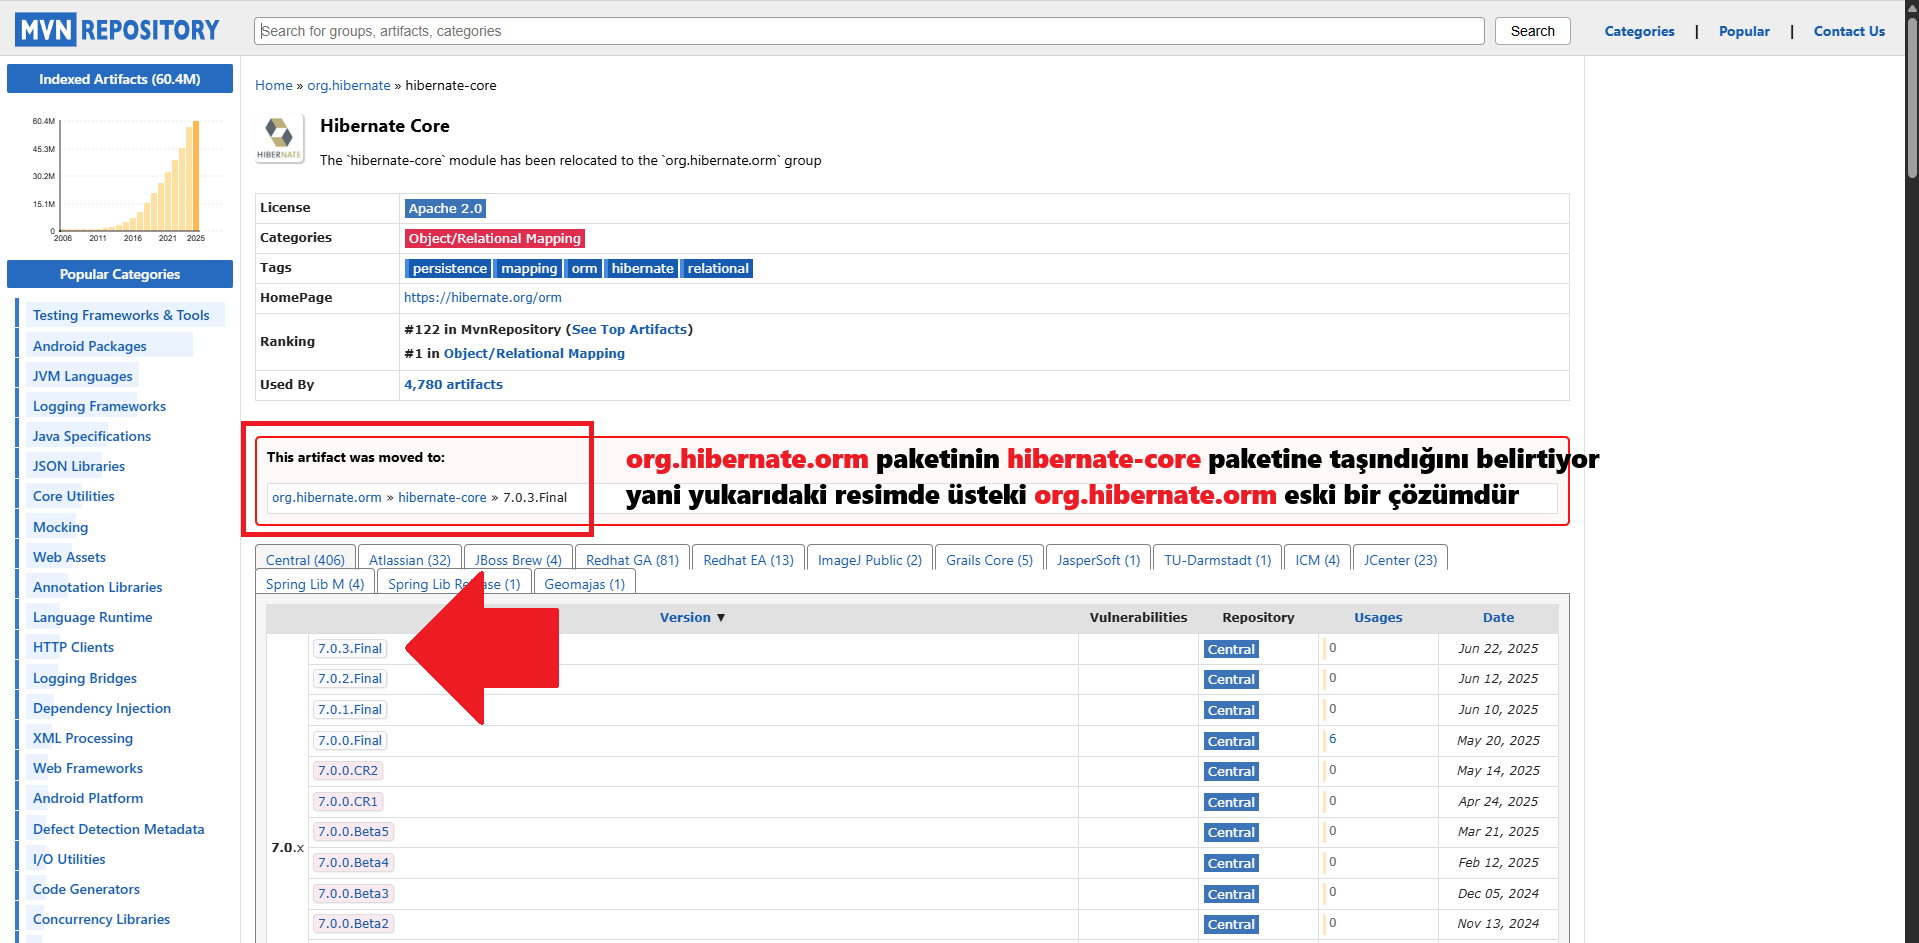 MVN REPOSITORY
Search for groups, artifacts, categories
Search
Categories | Popular | Contact Us
Indexed Artifacts (60.4M)
60.4M
45.3M
30.2M
15.1M
0
2006 2011 2016 2021 2025
Popular Categories
Testing Frameworks & Tools
Android Packages
JVM Languages
Logging Frameworks
Java Specifications
JSON Libraries
Core Utilities
Mocking
Web Assets
Annotation Libraries
Language Runtime
HTTP Clients
Logging Bridges
Dependency Injection
XML Processing
Web Frameworks
Android Platform
Defect Detection Metadata
I/O Utilities
Code Generators
Concurrency Libraries
Home » org.hibernate » hibernate-core
HIBERNATE
Hibernate Core
The `hibernate-core` module has been relocated to the `org.hibernate.orm` group
License Apache 2.0
Categories Object/Relational Mapping
Tags persistence mapping orm hibernate relational
HomePage https://hibernate.org/orm
Ranking #122 in MvnRepository (See Top Artifacts)
#1 in Object/Relational Mapping
Used By 4,780 artifacts
This artifact was moved to:
org.hibernate.orm » hibernate-core » 7.0.3.Final
org.hibernate.orm paketinin hibernate-core paketine taşındığını belirtiyor
yani yukarıdaki resimde üsteki org.hibernate.orm eski bir çözümdür
Central (406) Atlassian (32) JBoss Brew (4) Redhat GA (81) Redhat EA (13) ImageJ Public (2) Grails Core (5) JasperSoft (1) TU-Darmstadt (1) ICM (4) JCenter (23)
Spring Lib M (4) Spring Lib Re se (1) Geomajas (1)
Version ▼ Vulnerabilities Repository Usages Date
7.0.x
7.0.3.Final Central 0 Jun 22, 2025
7.0.2.Final Central 0 Jun 12, 2025
7.0.1.Final Central 0 Jun 10, 2025
7.0.0.Final Central 6 May 20, 2025
7.0.0.CR2 Central 0 May 14, 2025
7.0.0.CR1 Central 0 Apr 24, 2025
7.0.0.Beta5 Central 0 Mar 21, 2025
7.0.0.Beta4 Central 0 Feb 12, 2025
7.0.0.Beta3 Central 0 Dec 05, 2024
7.0.0.Beta2 Central 0 Nov 13, 2024